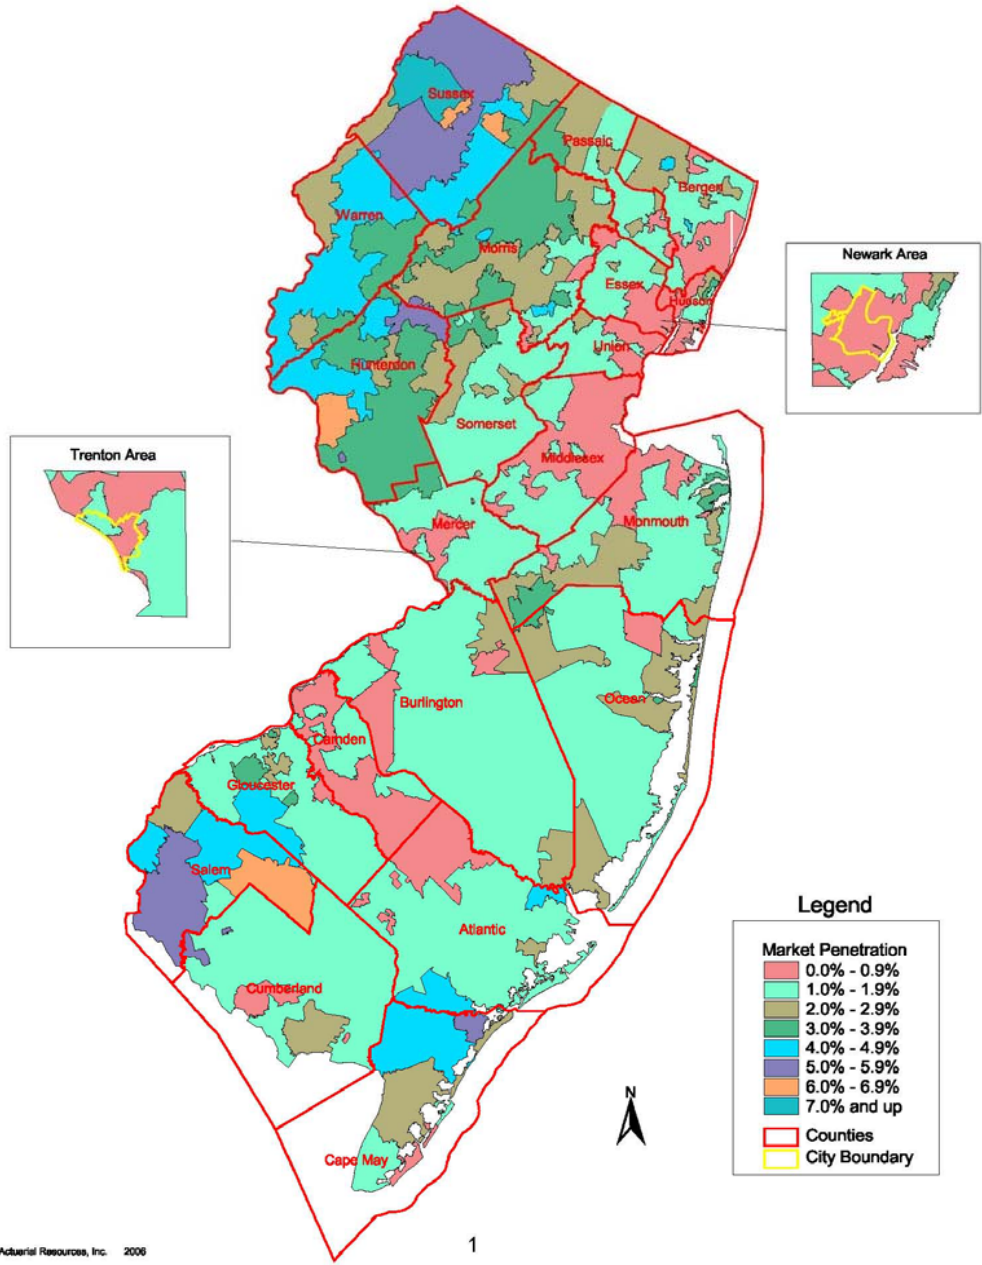 Sussex
Passaic
Bergen
Warren
Morris
Newark Area
Essex
Hudson
Union
Hunterdon
Somerset
Trenton Area
Middlesex
Mercer
Monmouth
Burlington
Ocean
Camden
Gloucester
Salem
Legend
Atlantic
Market Penetration
0.0% - 0.9%
1.0% - 1.9%
Cumberland
2.0% - 2.9%
3.0% - 3.9%
4.0% - 4.9%
5.0% - 5.9%
6.0% - 6.9%
N
7.0% and up
Counties
City Boundary
Cape May
Actuarial Resources, Inc. 2006
1